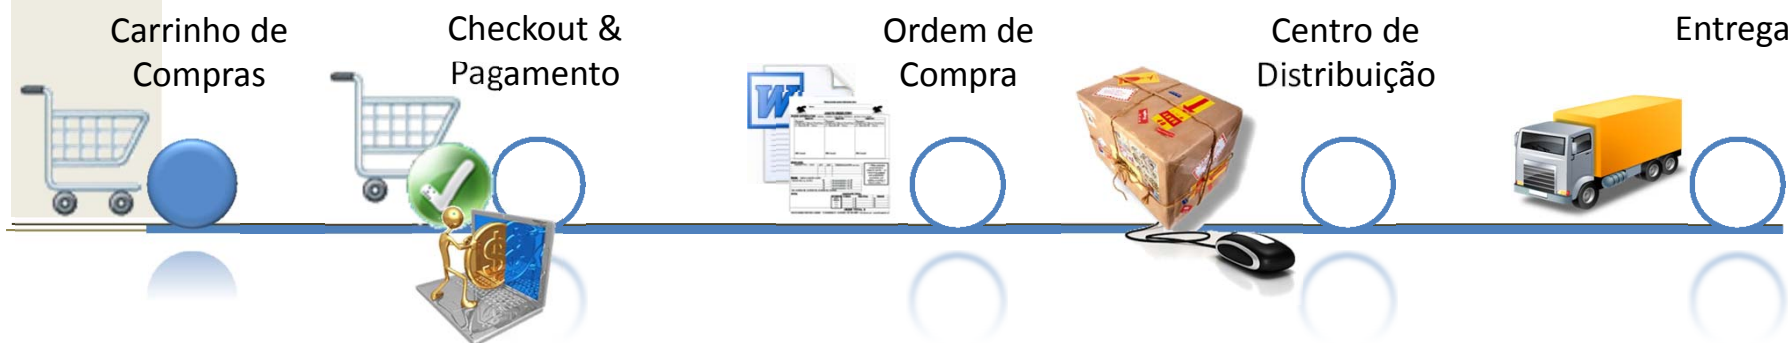 Carrinho de
Compras
Checkout &
Pagamento
Ordem de
Compra
Centro de
Distribuição
Entrega
W
$